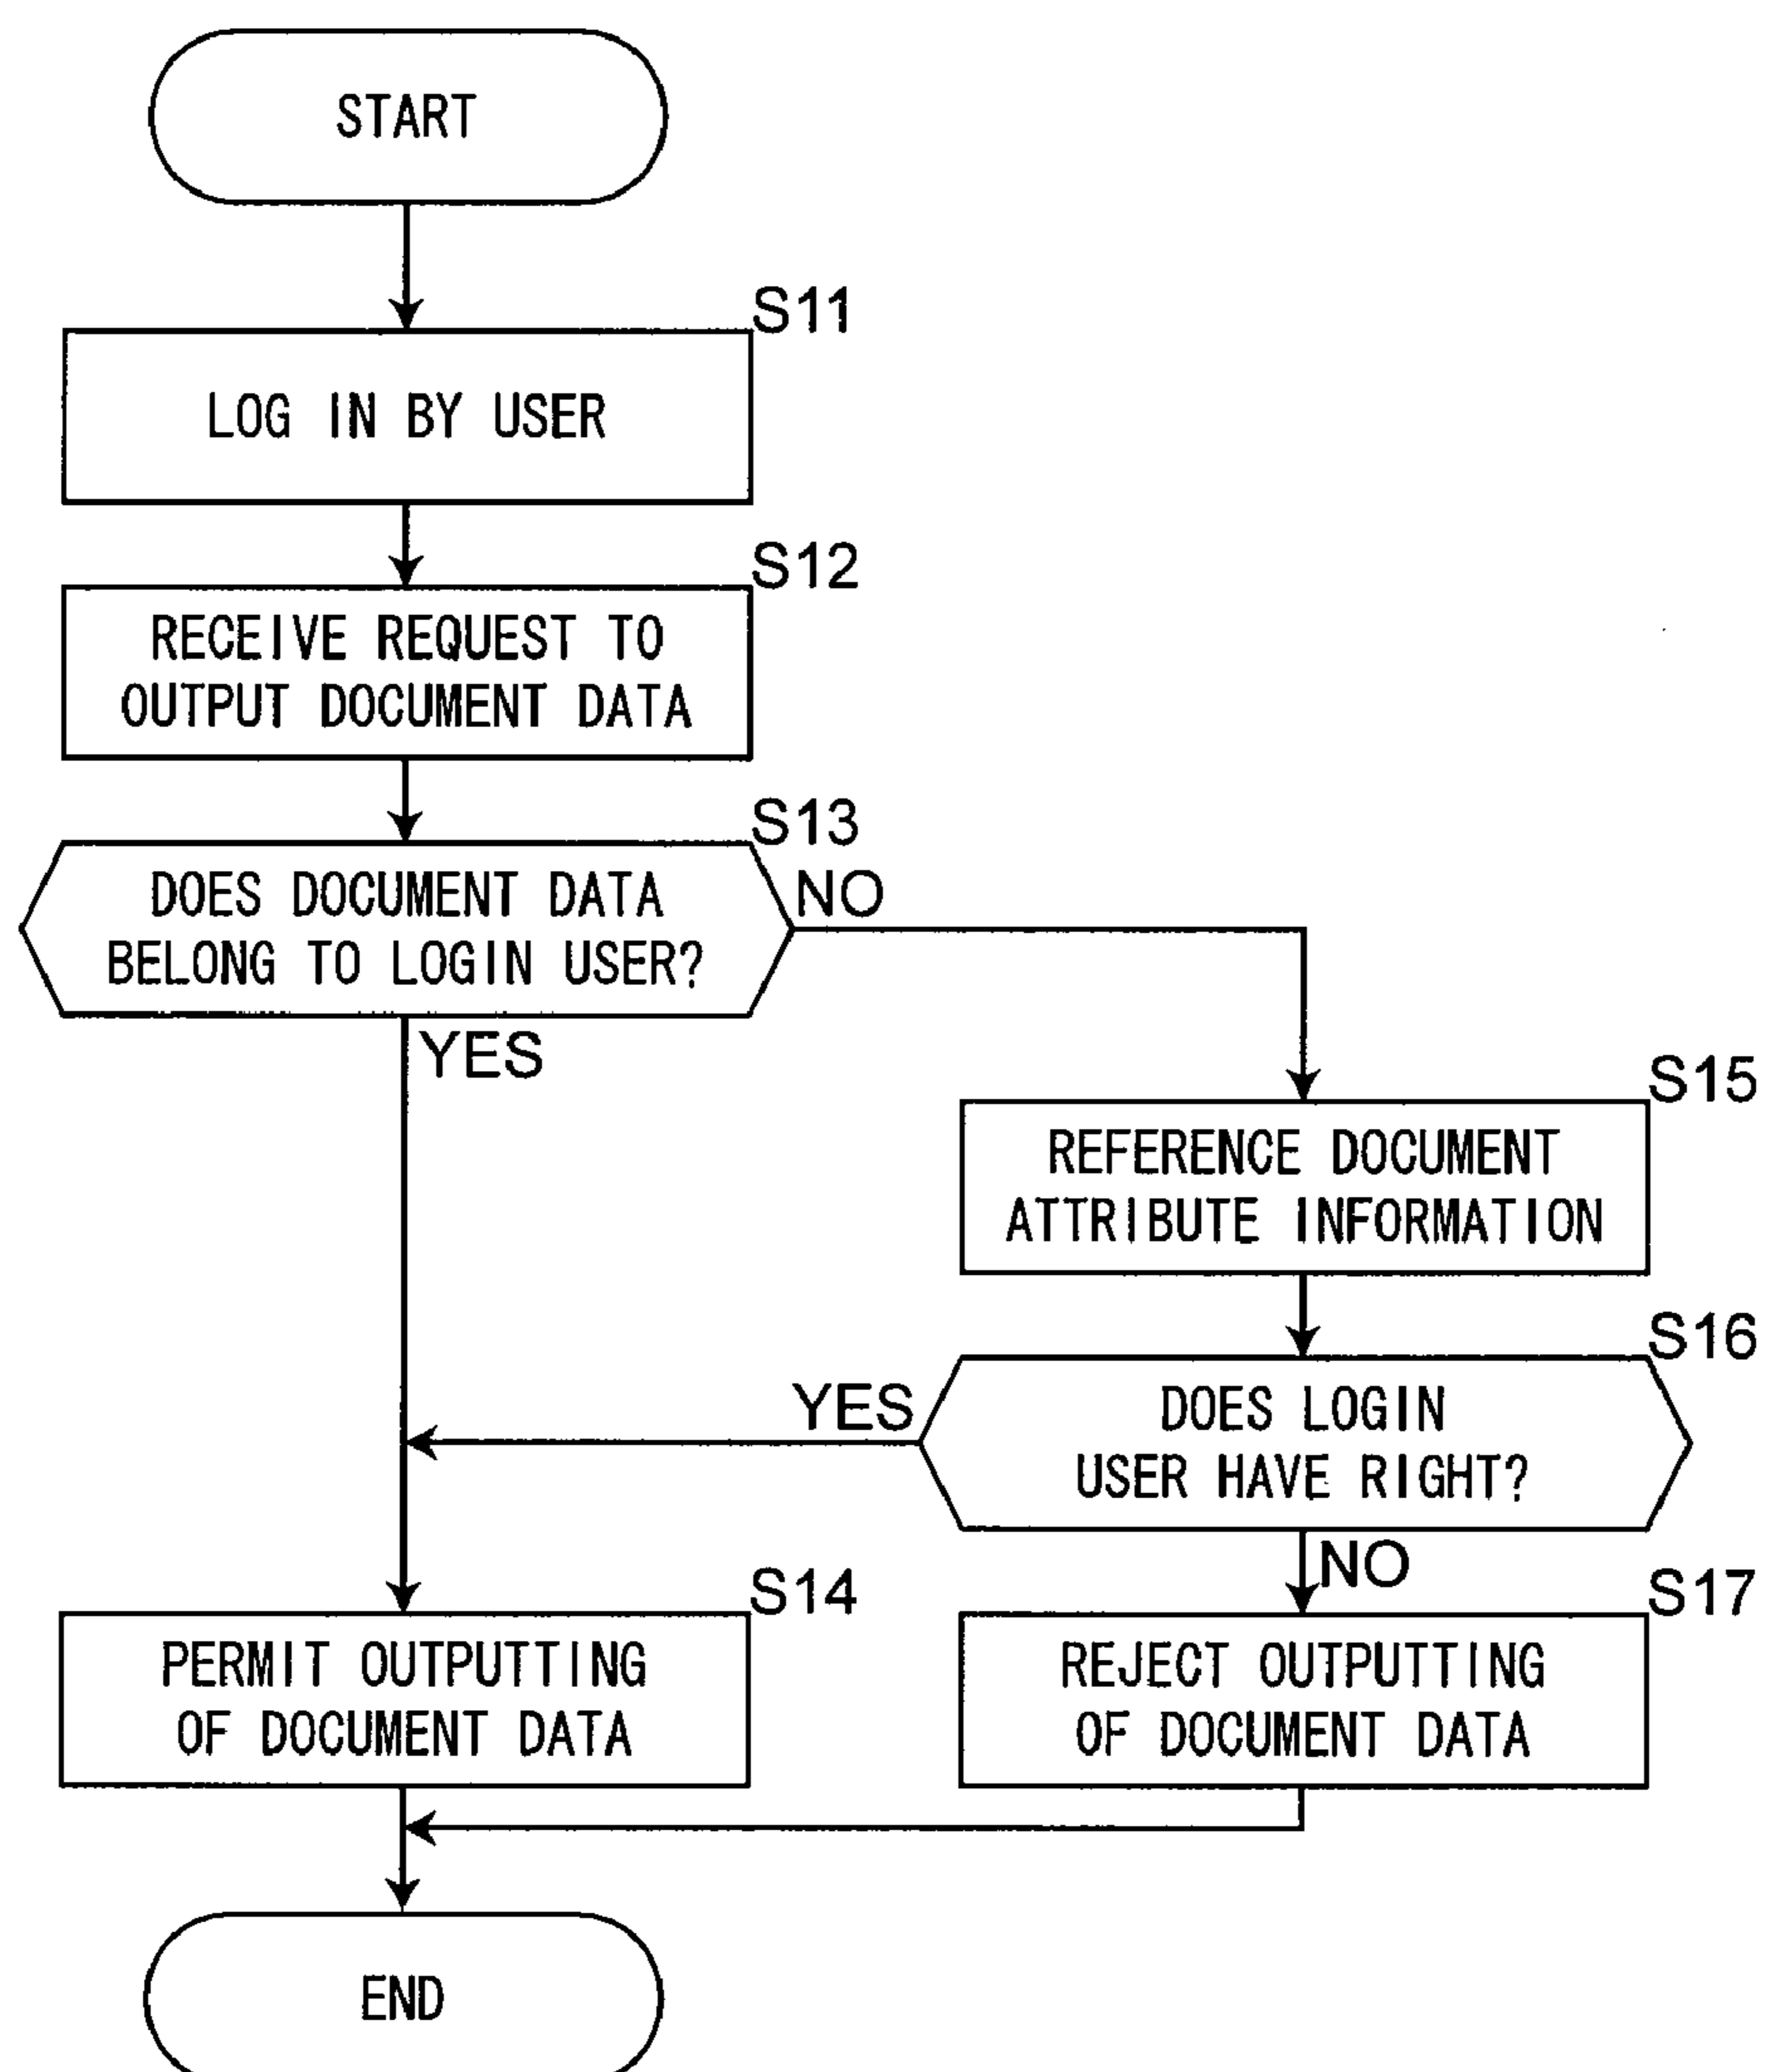 START
S11
LOG IN BY USER
S12
RECEIVE REQUEST TO
OUTPUT DOCUMENT DATA
S13
DOES DOCUMENT DATA
BELONG TO LOGIN USER?
NO
YES
S15
REFERENCE DOCUMENT
ATTRIBUTE INFORMATION
S16
DOES LOGIN
USER HAVE RIGHT?
YES
NO
S14
PERMIT OUTPUTTING
OF DOCUMENT DATA
S17
REJECT OUTPUTTING
OF DOCUMENT DATA
END